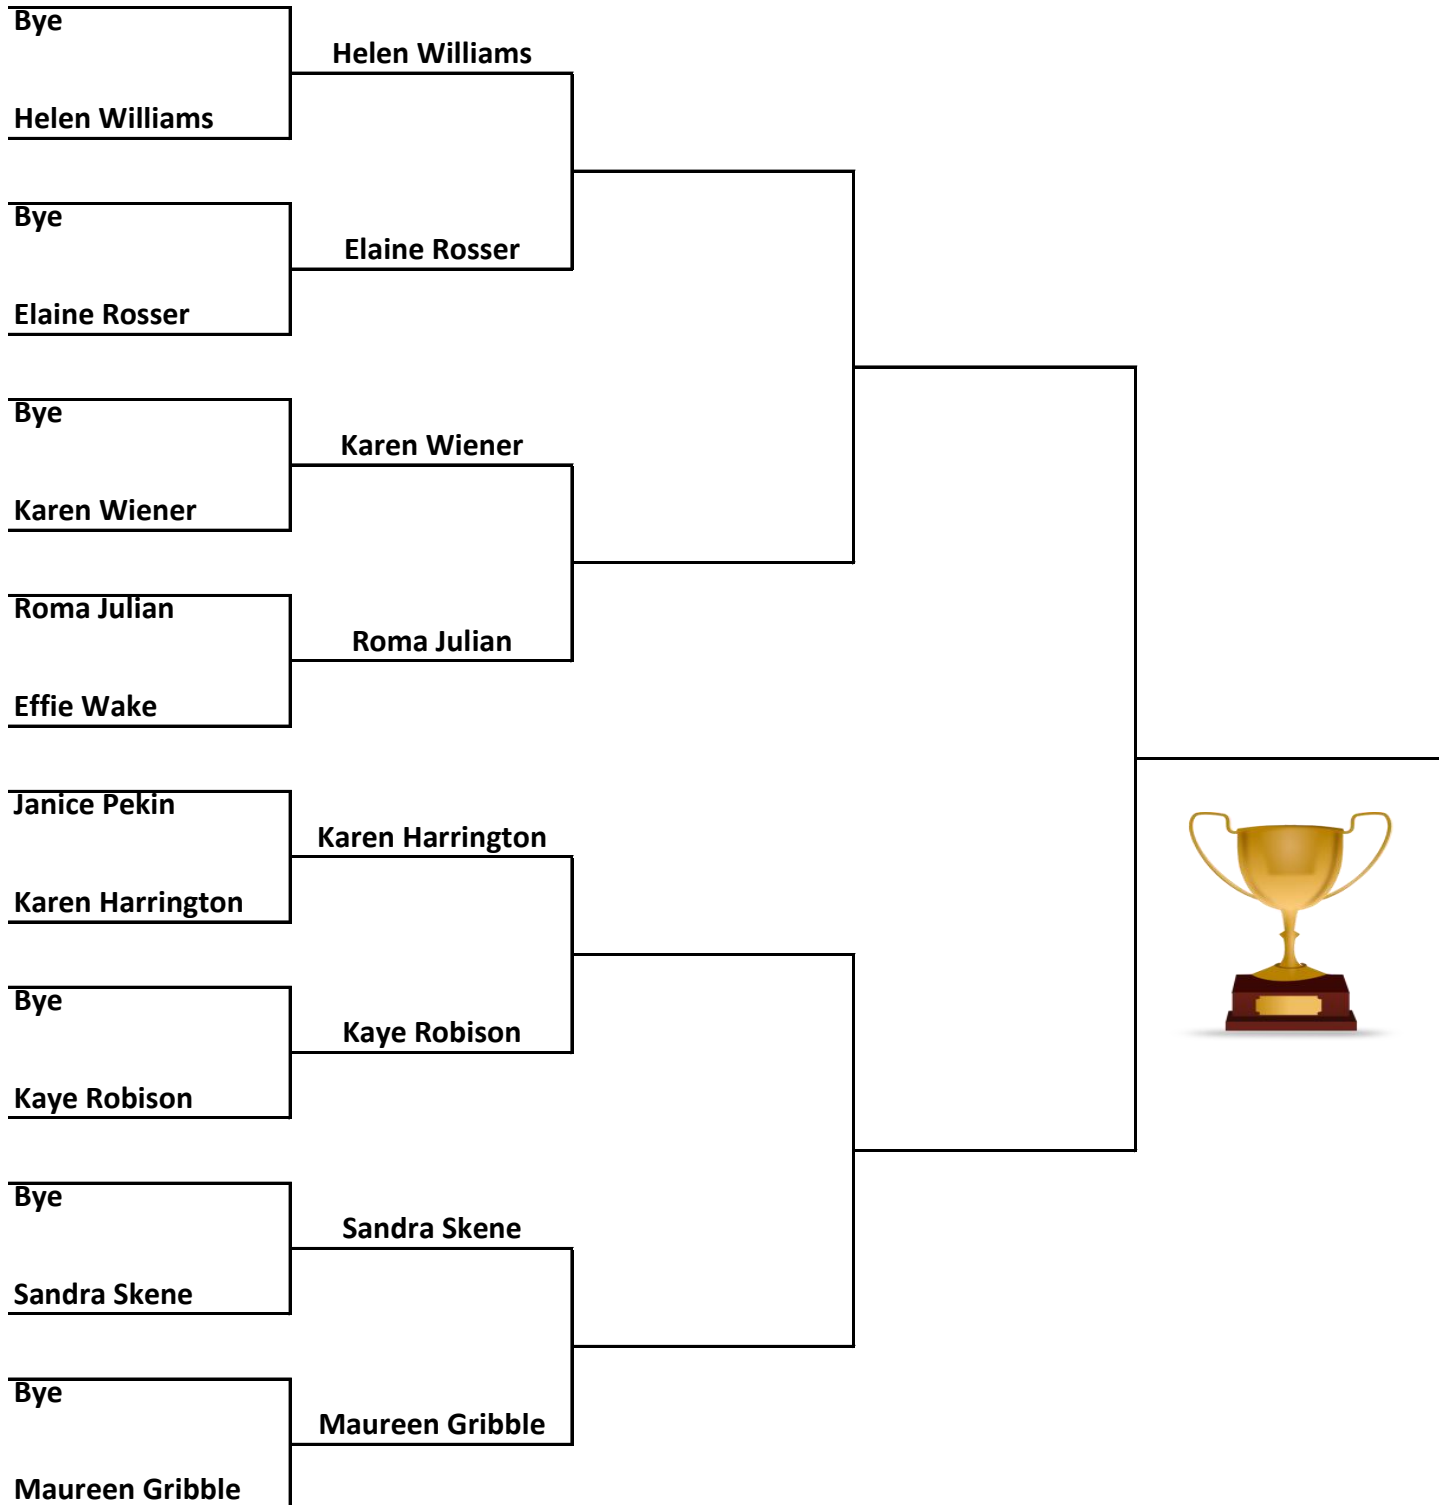 Bye
Helen Williams
Helen Williams
Bye
Elaine Rosser
Elaine Rosser
Bye
Karen Wiener
Karen Wiener
Roma Julian
Roma Julian
Effie Wake
Janice Pekin
Karen Harrington
Karen Harrington
Bye
Kaye Robison
Kaye Robison
Bye
Sandra Skene
Sandra Skene
Bye
Maureen Gribble
Maureen Gribble